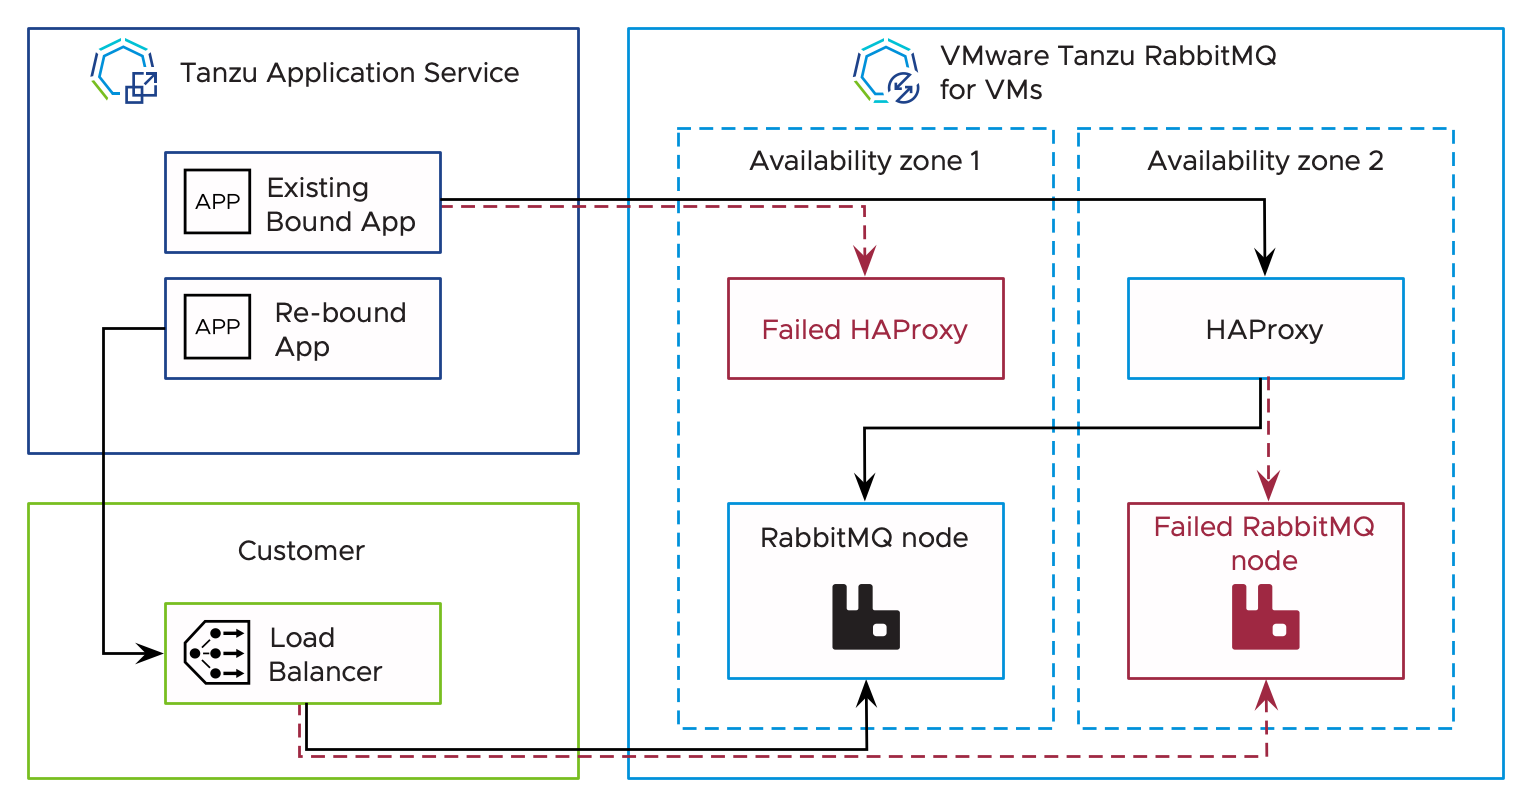 Tanzu Application Service
APP
Existing
Bound App
APP
Re-bound
App
Customer
Load
Balancer
VMware Tanzu RabbitMQ
for VMs
Availability zone 1
Availability zone 2
Failed HAProxy
HAProxy
RabbitMQ node
Failed RabbitMQ
node